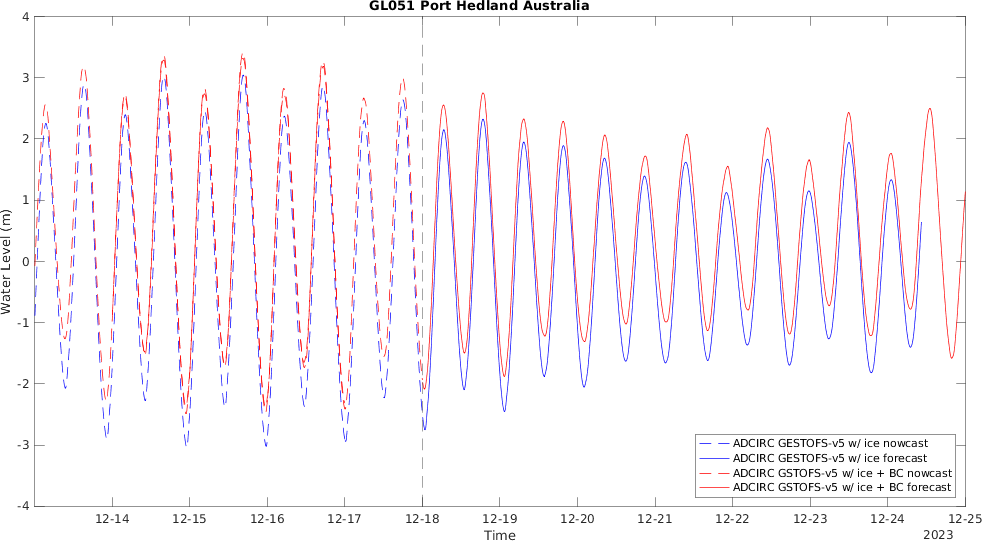 GL051 Port Hedland Australia
4
3
2
1
0
-1
-2
-3
-4
Water Level (m)
12-14 12-15 12-16 12-17 12-18 12-19 12-20 12-21 12-22 12-23 12-24 12-25
Time
2023
ADCIRC GESTOFS-v5 w/ ice nowcast
ADCIRC GESTOFS-v5 w/ ice forecast
ADCIRC GSTOFS-v5 w/ ice + BC nowcast
ADCIRC GSTOFS-v5 w/ ice + BC forecast